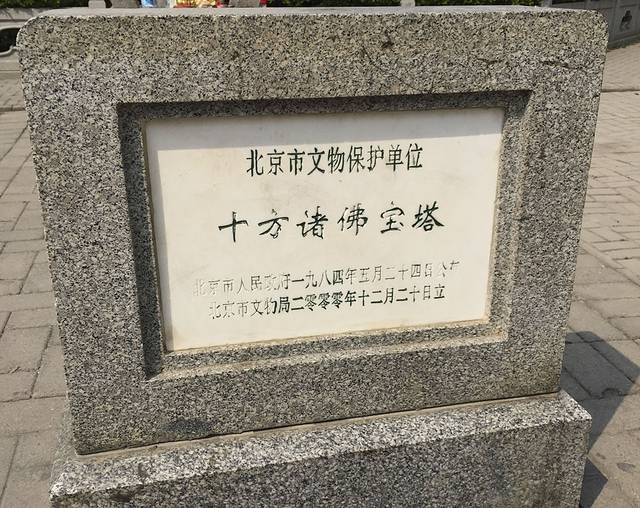 北京市文物保护单位
十方诸佛宝塔
北京市人民政府一九八四年五月二十四日公布
北京市文物局二零零零年十二月二十日立